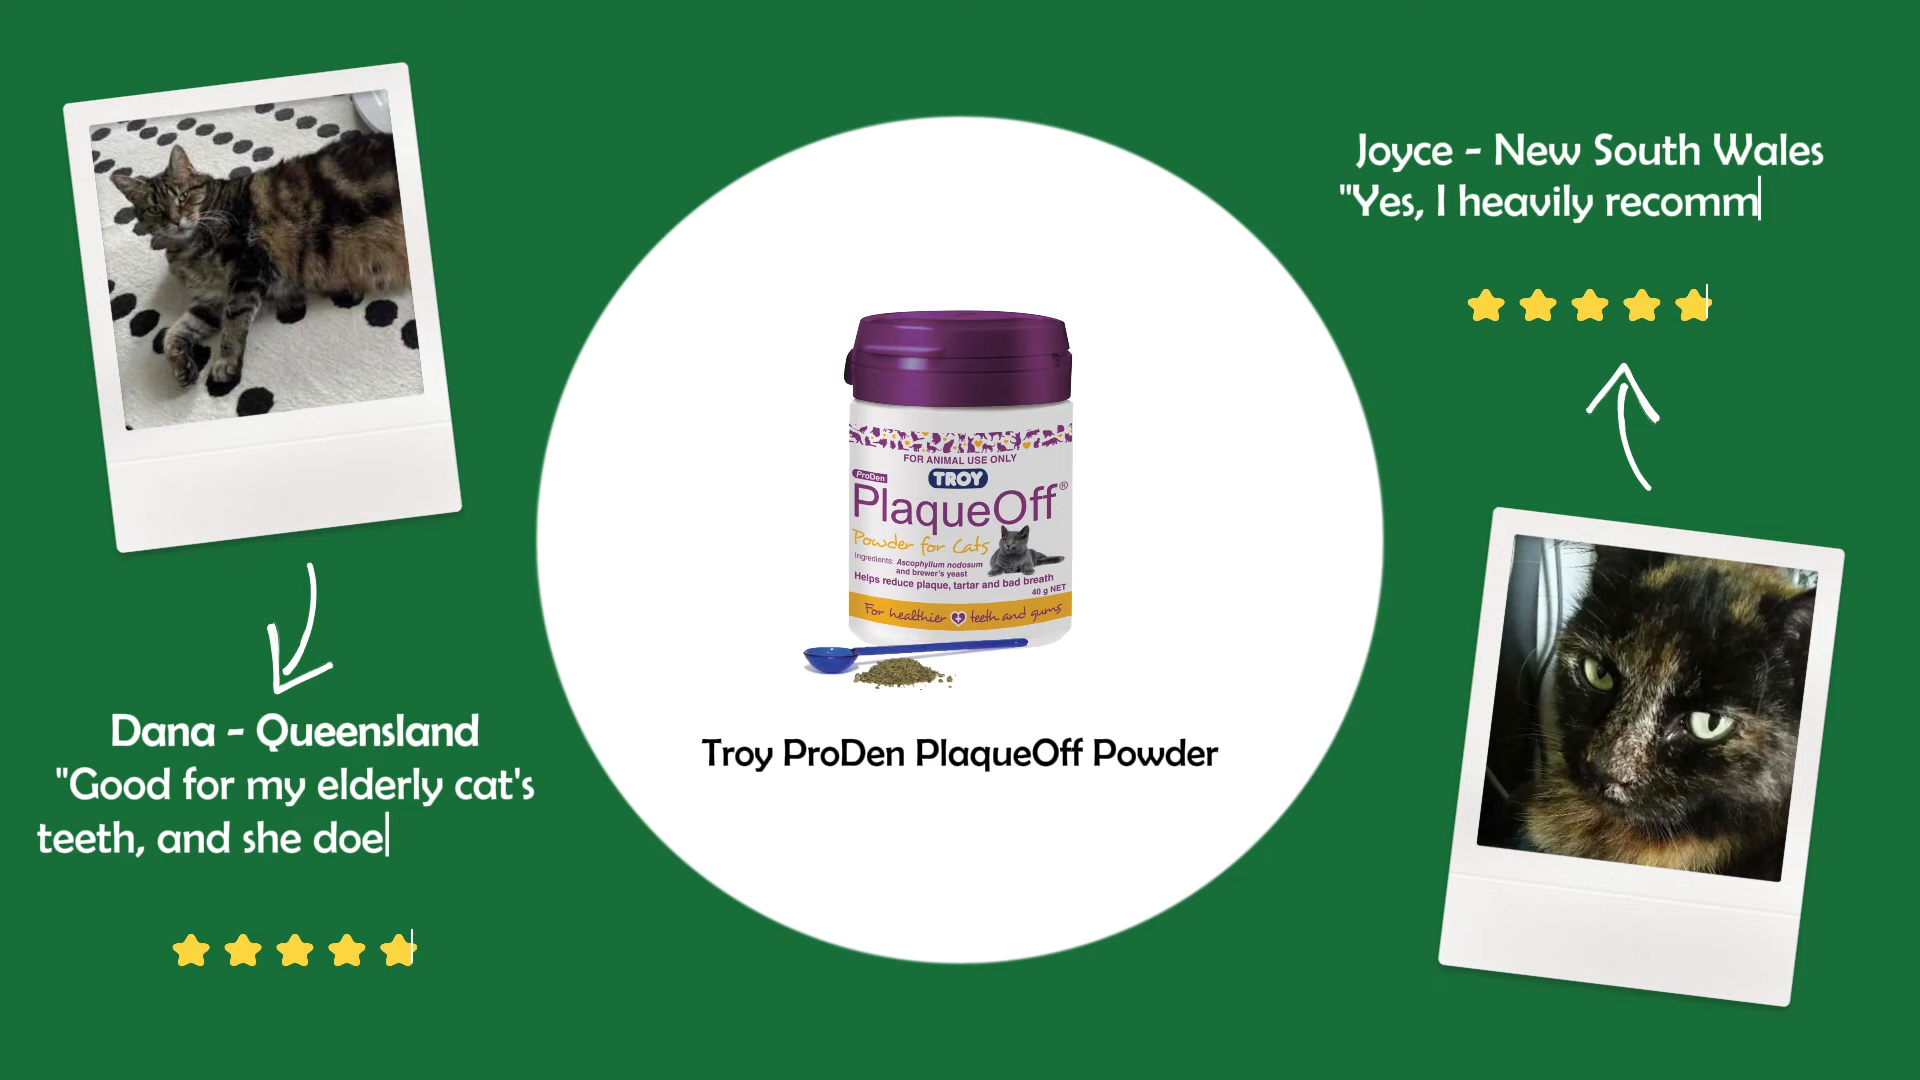 Joyce - New South Wales
"Yes, I heavily recomm
FOR ANIMAL USE ONLY
ProDen
TROY
PlaqueOff®
Powder for Cats
Ingredients: Ascophyllum nodosum
and brewer's yeast
Helps reduce plaque, tartar and bad breath
40 g NET
For healthier teeth and gums
Troy ProDen PlaqueOff Powder
Dana - Queensland
"Good for my elderly cat's
teeth, and she doe